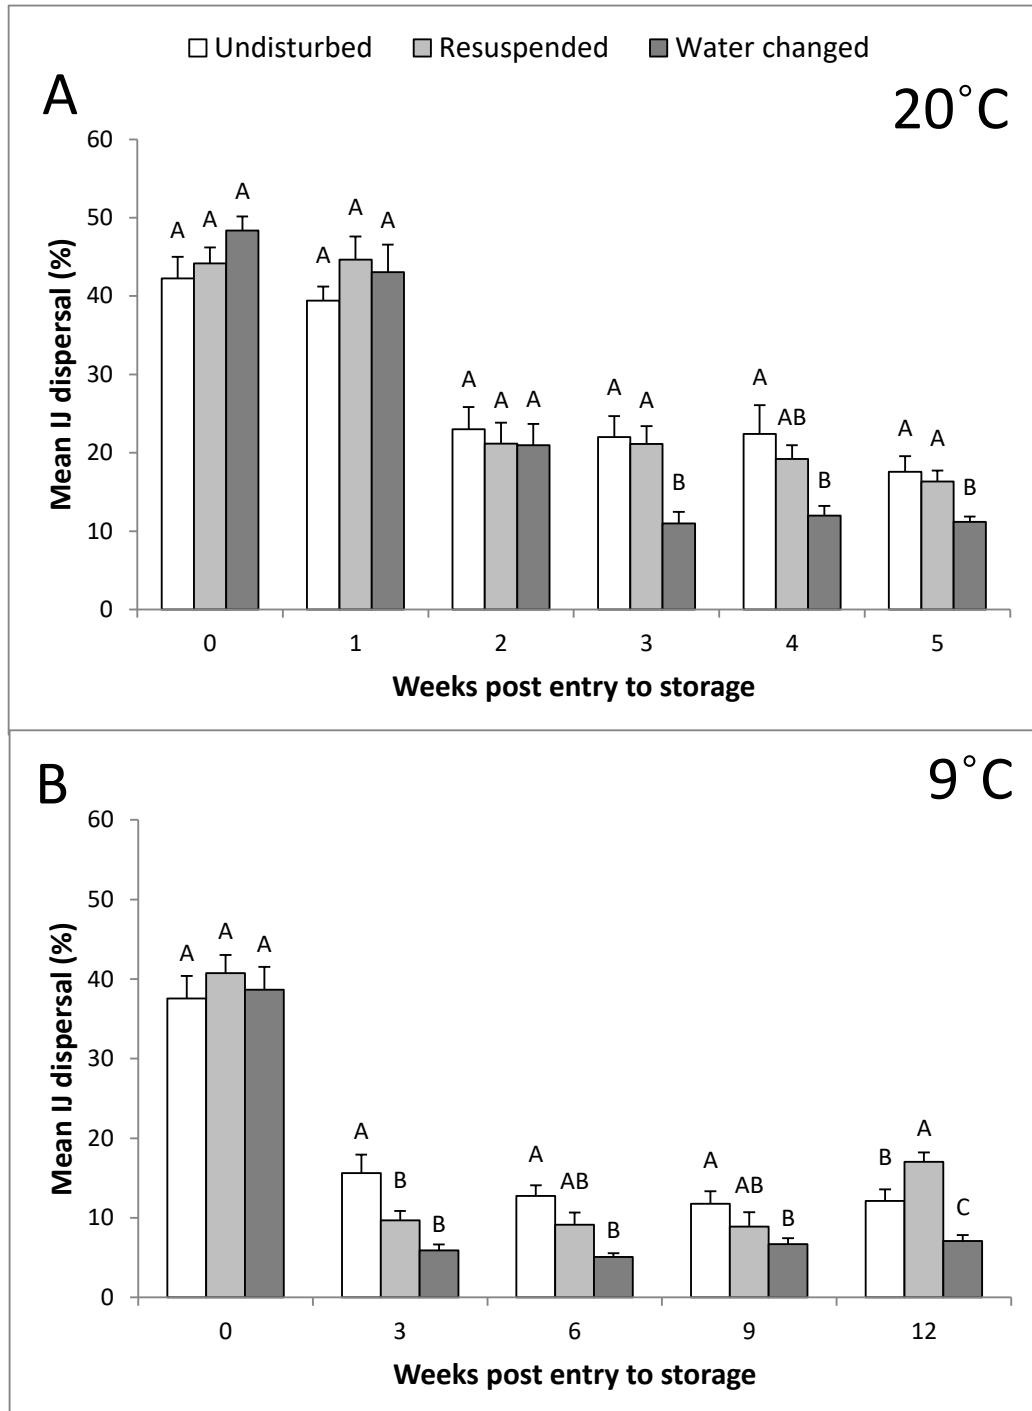 Undisturbed Resuspended Water changed
A
20˚C
60
50
40
30
20
10
0
Mean IJ dispersal (%)
A A A
A A A
A A A
A A B
A AB B
A A B
0 1 2 3 4 5
Weeks post entry to storage
B
9˚C
60
50
40
30
20
10
0
Mean IJ dispersal (%)
A A A
A B B
A AB B
A AB B
B A C
0 3 6 9 12
Weeks post entry to storage